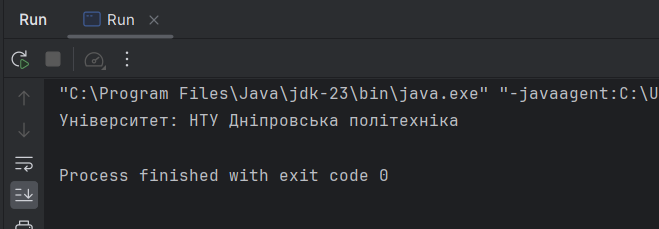 Run Run
"C:\Program Files\Java\jdk-23\bin\java.exe" "-javaagent:C:\U
Університет: НТУ Дніпровська політехніка
Process finished with exit code 0